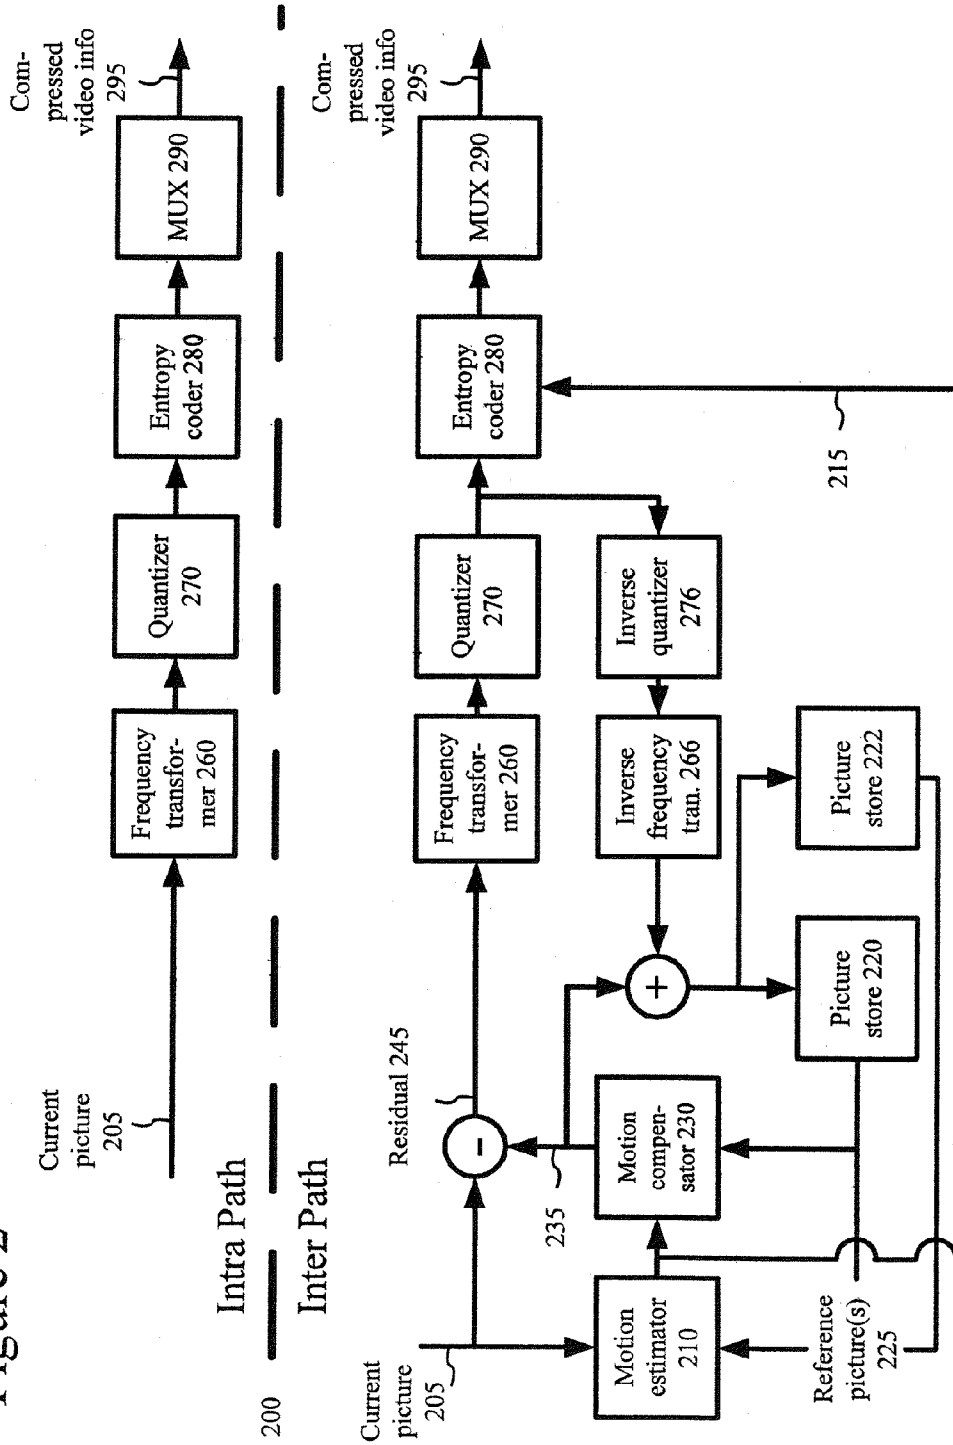 Figure 2
200
Intra Path
Current
picture
205
Frequency
transfor-
mer 260
Quantizer
270
Entropy
coder 280
MUX 290
Com-
pressed
video info
295
Inter Path
Current
picture
205
Residual 245
-
Frequency
transfor-
mer 260
Quantizer
270
Entropy
coder 280
MUX 290
Com-
pressed
video info
295
235
+
Inverse
frequency
tran. 266
Inverse
quantizer
276
215
Motion
estimator
210
Motion
compen-
sator 230
Picture
store 220
Picture
store 222
Reference
picture(s)
225